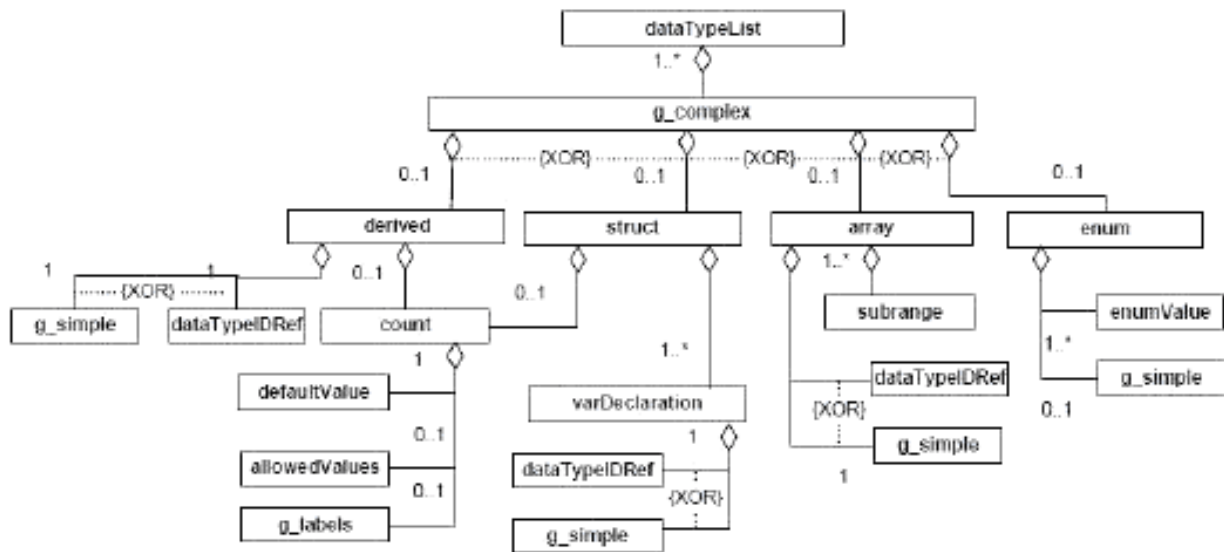 dataTypeList
1..*
g_complex
{XOR} {XOR} {XOR}
0..1 0..1 0..1 0..1
derived struct array enum
1 1 0..1 1..*
{XOR} 0..1
g_simple dataTypeIDRef count subrange enumValue
1 1..* 1..*
defaultValue dataTypeIDRef g_simple
varDeclaration {XOR} 0..1
0..1 1 g_simple
allowedValues dataTypeIDRef 1
0..1 {XOR}
g_labels g_simple